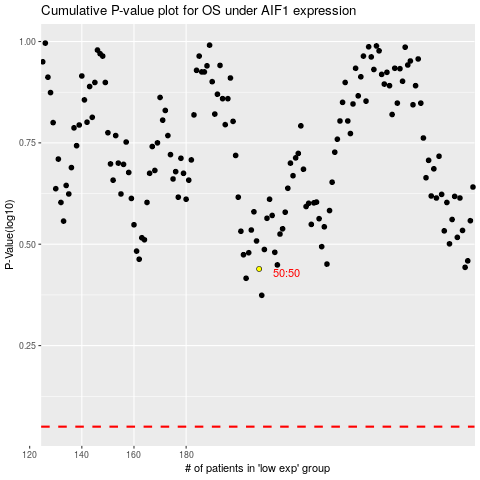 Cumulative P-value plot for OS under AIF1 expression
P-Value(log10)
1.00
0.75
0.50
0.25
50:50
120 140 160 180
# of patients in 'low exp' group